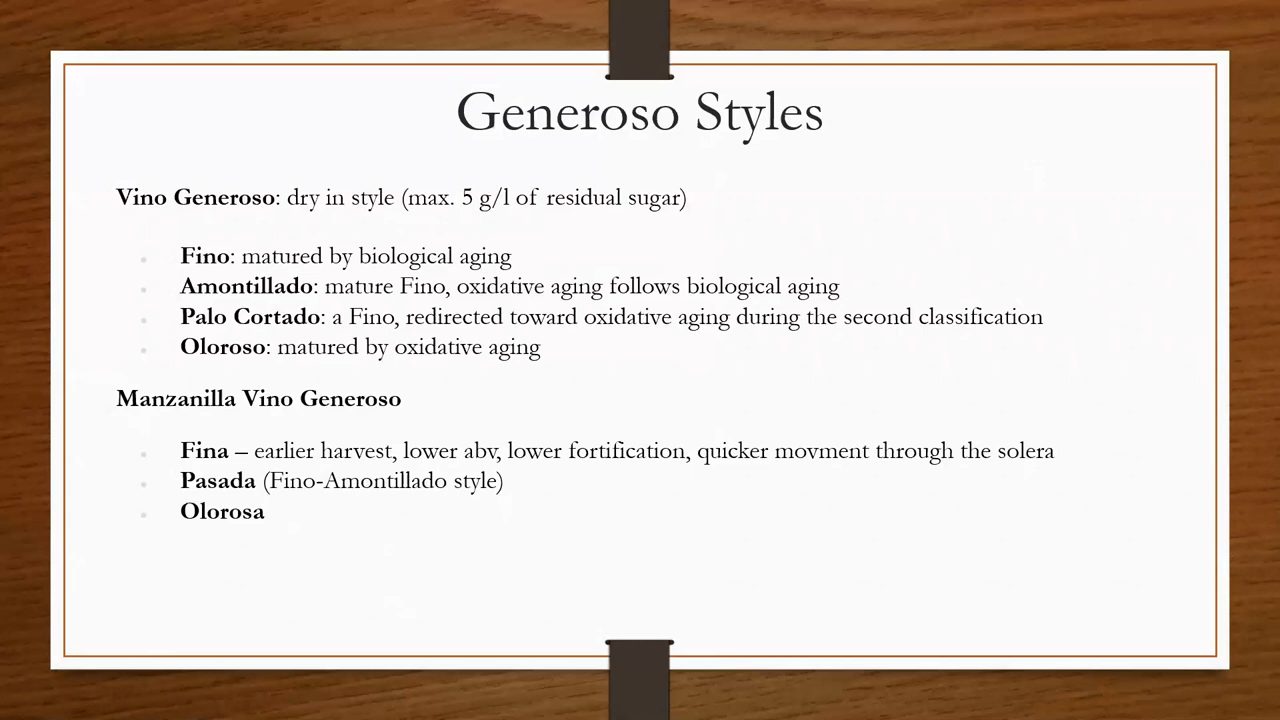 Generoso Styles
Vino Generoso: dry in style (max. 5 g/l of residual sugar)
Fino: matured by biological aging
Amontillado: mature Fino, oxidative aging follows biological aging
Palo Cortado: a Fino, redirected toward oxidative aging during the second classification
Oloroso: matured by oxidative aging
Manzanilla Vino Generoso
Fina – earlier harvest, lower abv, lower fortification, quicker movment through the solera
Pasada (Fino-Amontillado style)
Olorosa